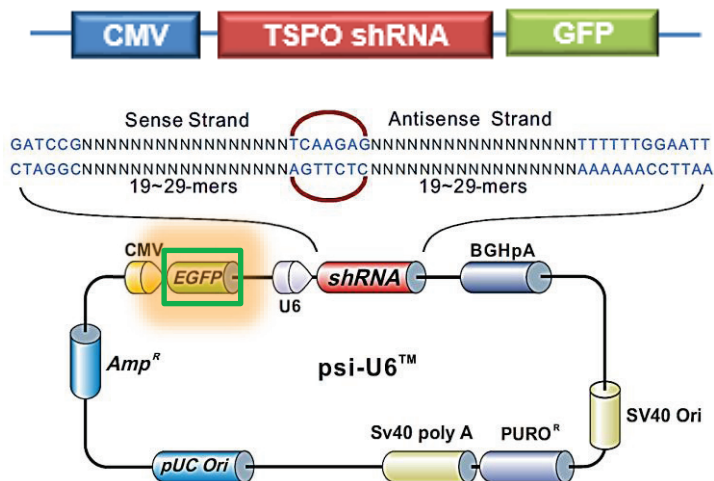 CMV TSPO shRNA GFP
Sense Strand Antisense Strand
GATCCGNNNNNNNNNNNNNNNNNNTCAAGAGNNNNNNNNNNNNNNNNNNTTTTTTGGAATT
CTAGGCNNNNNNNNNNNNNNNNNNAGTTCTCNNNNNNNNNNNNNNNNNNAAAAAACCTTAA
19~29-mers 19~29-mers
CMV BGHpA
EGFP shRNA
U6
Amp^R psi-U6™
SV40 Ori
Sv40 poly A PURO^R
pUC Ori